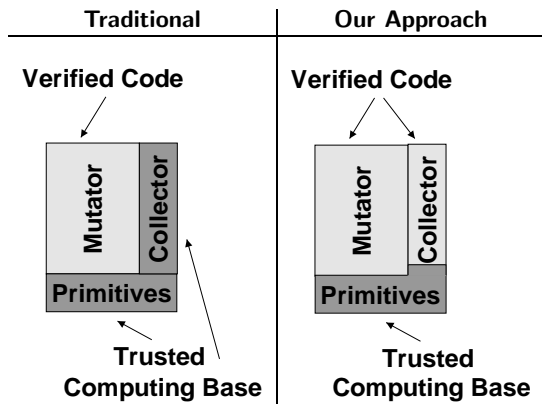 Traditional
Verified Code
Mutator
Collector
Primitives
Trusted
Computing Base
Our Approach
Verified Code
Mutator
Collector
Primitives
Trusted
Computing Base